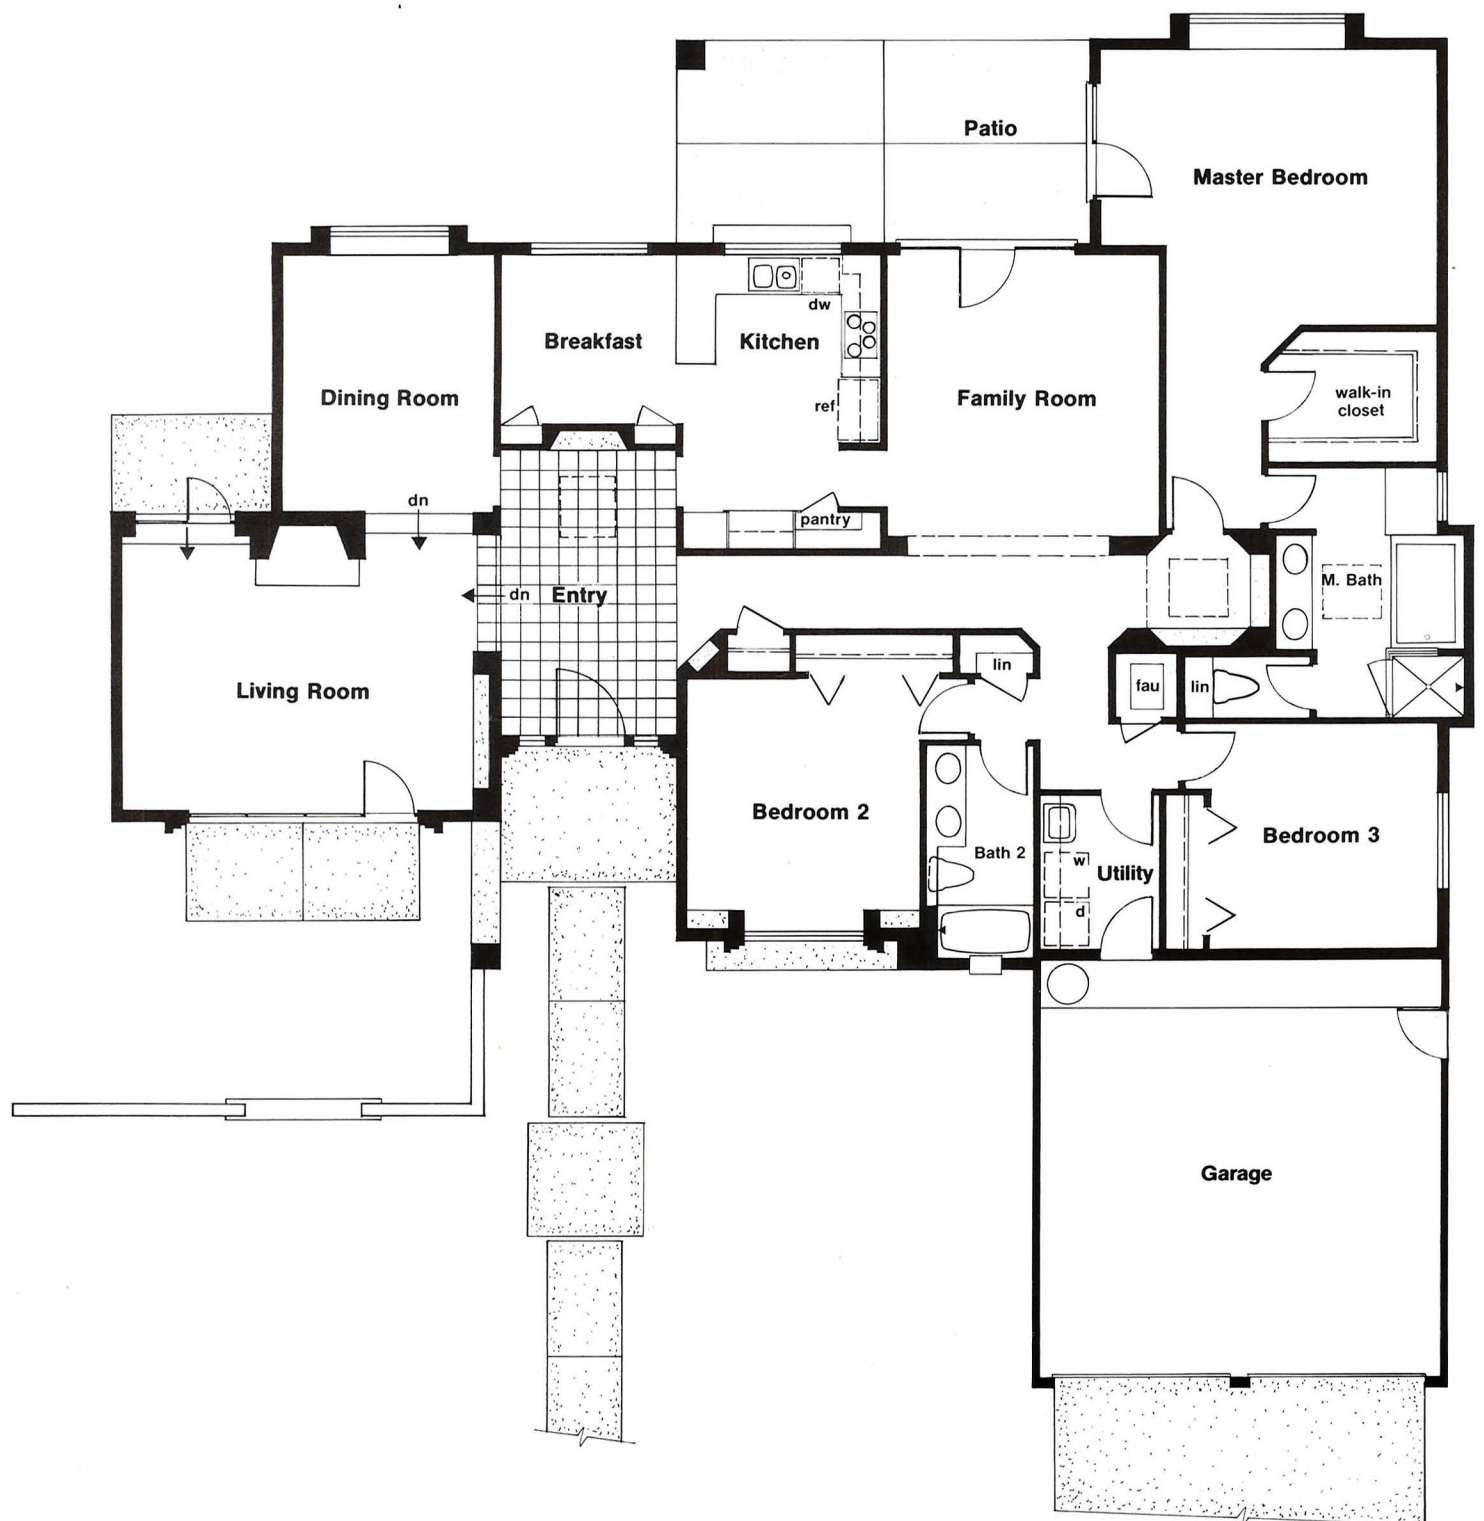 Patio
Master Bedroom
dw
Breakfast
Kitchen
Dining Room
Family Room
ref
walk-in
closet
dn
pantry
M. Bath
dn
Entry
Living Room
lin
fau
lin
Bedroom 2
Bedroom 3
Bath 2
w
Utility
d
Garage